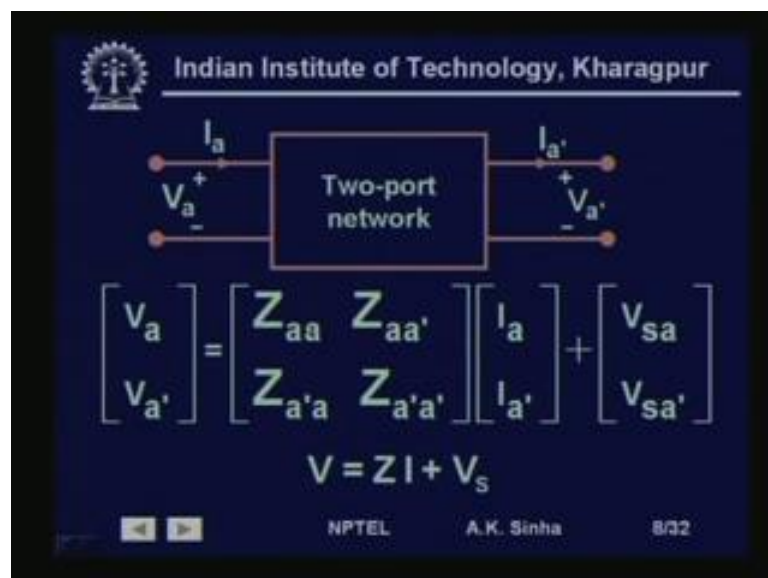 Indian Institute of Technology, Kharagpur
Ia Ia'
Va + Two-port network + Va'
- -
[Va] = [Zaa Zaa'] [Ia] + [Vsa]
[Va'] [Za'a Za'a'] [Ia'] [Vsa']
V = Z I + Vs
NPTEL A.K. Sinha 8/32